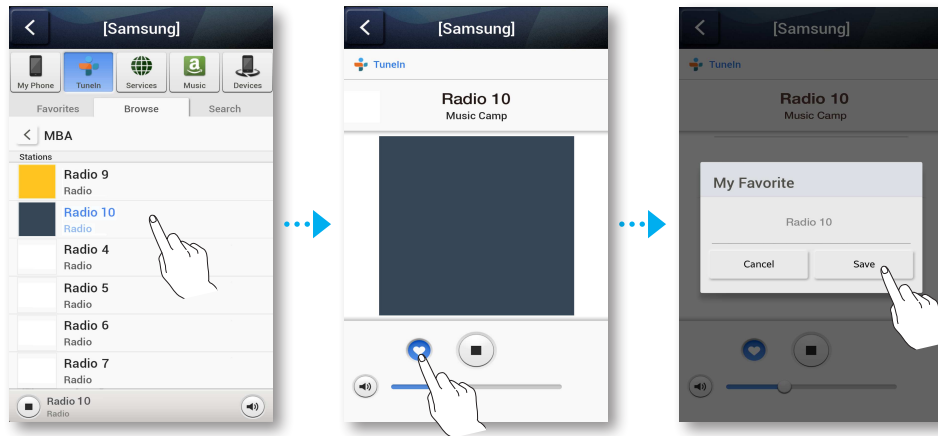 [Samsung]
My Phone TuneIn Services Music Devices
Favorites Browse Search
MBA
Stations
Radio 9
Radio
Radio 10
Radio
Radio 4
Radio
Radio 5
Radio
Radio 6
Radio
Radio 7
Radio
Radio 10
Radio
[Samsung]
TuneIn
Radio 10
Music Camp
[Samsung]
TuneIn
Radio 10
Music Camp
My Favorite
Radio 10
Cancel Save